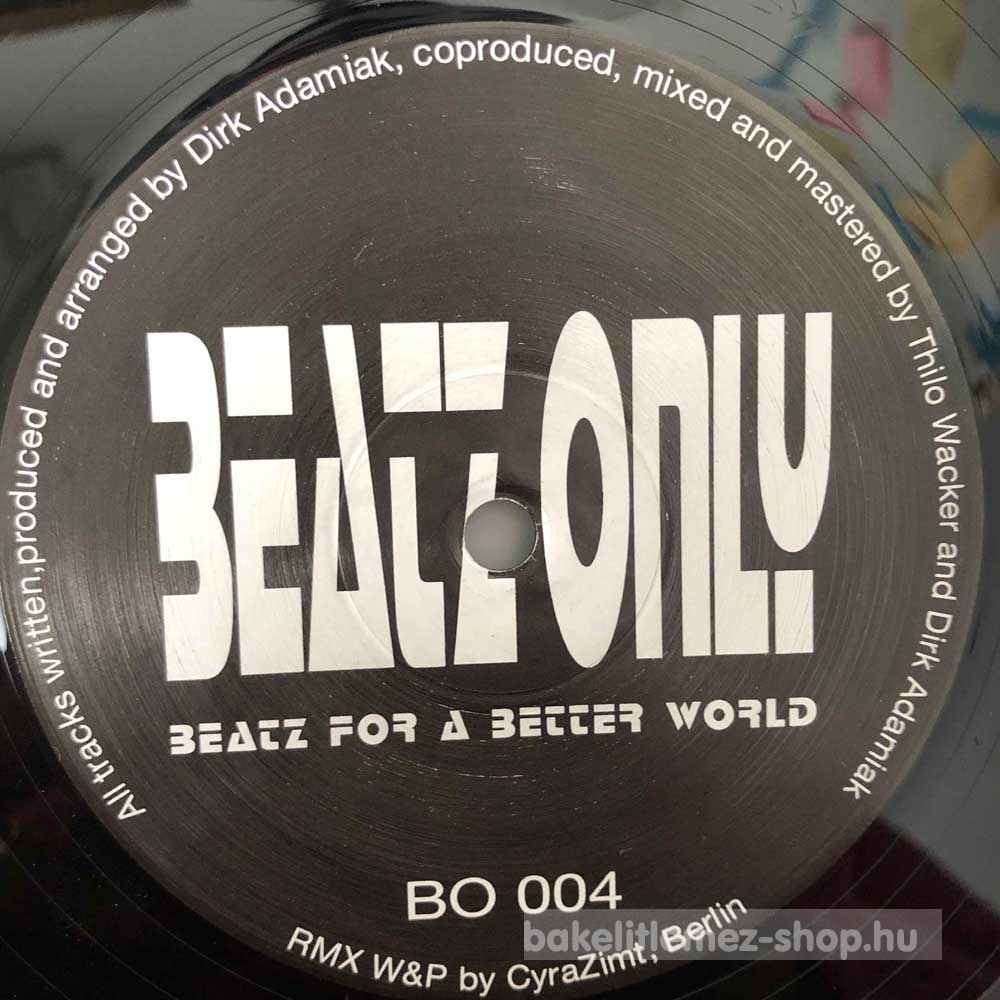 All tracks written,produced and arranged by Dirk Adamiak, coproduced, mixed and mastered by Thilo Wacker and Dirk Adamiak
BEATZ ONLY
BEATZ FOR A BETTER WORLD
BO 004
RMX W&P by CyraZimt, Berlin
bakelitlemez-shop.hu